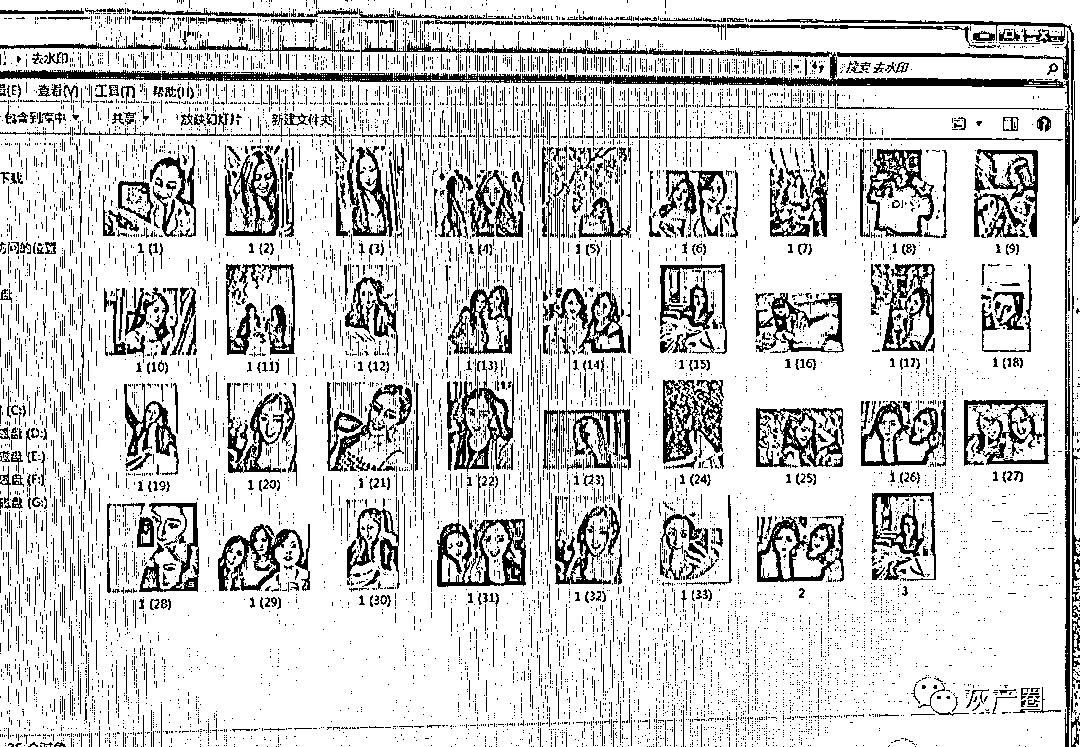 去水印
搜索 去水印
查看(V) 工具(T) 帮助(H)
包含到库中 共享 放映幻灯片 新建文件夹
下载
访问的位置
盘
1 (1) 1 (2) 1 (3) 1 (4) 1 (5) 1 (6) 1 (7) 1 (8) 1 (9)
1 (10) 1 (11) 1 (12) 1 (13) 1 (14) 1 (15) 1 (16) 1 (17) 1 (18)
(C:)
磁盘 (D:)
磁盘 (E:)
磁盘 (F:)
磁盘 (G:)
1 (19) 1 (20) 1 (21) 1 (22) 1 (23) 1 (24) 1 (25) 1 (26) 1 (27)
1 (28) 1 (29) 1 (30) 1 (31) 1 (32) 1 (33) 2 3
灰产圈